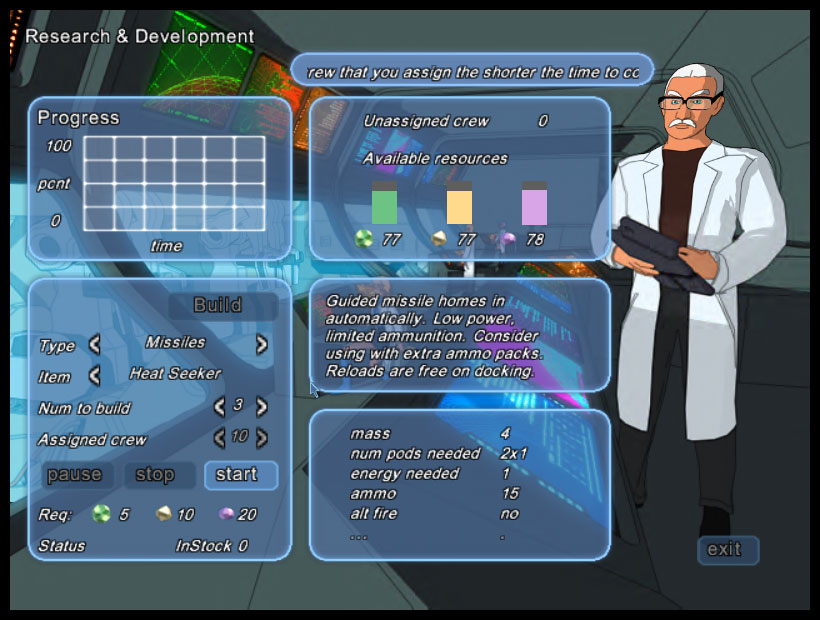 Research & Development
rew that you assign the shorter the time to co
Progress
100
pcnt
0
time
Unassigned crew 0
Available resources
77 77 78
Build
Type < Missiles >
Item < Heat Seeker
Num to build < 3 >
Assigned crew < 10 >
pause stop start
Req: 5 10 20
Status InStock 0
Guided missile homes in
automatically. Low power,
limited ammunition. Consider
using with extra ammo packs.
Reloads are free on docking.
mass 4
num pods needed 2x1
energy needed 1
ammo 15
alt fire no
... .
exit